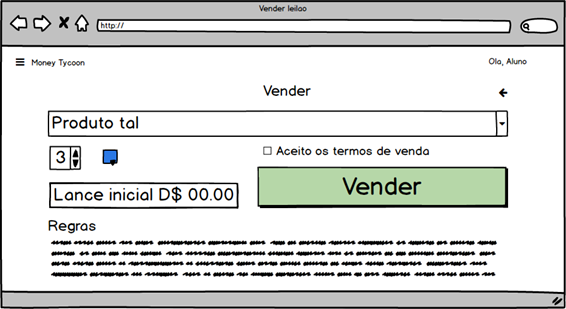 Vender leilao
http://
Money Tycoon
Ola, Aluno
Vender
Produto tal
3
Aceito os termos de venda
Lance inicial D$ 00.00
Vender
Regras